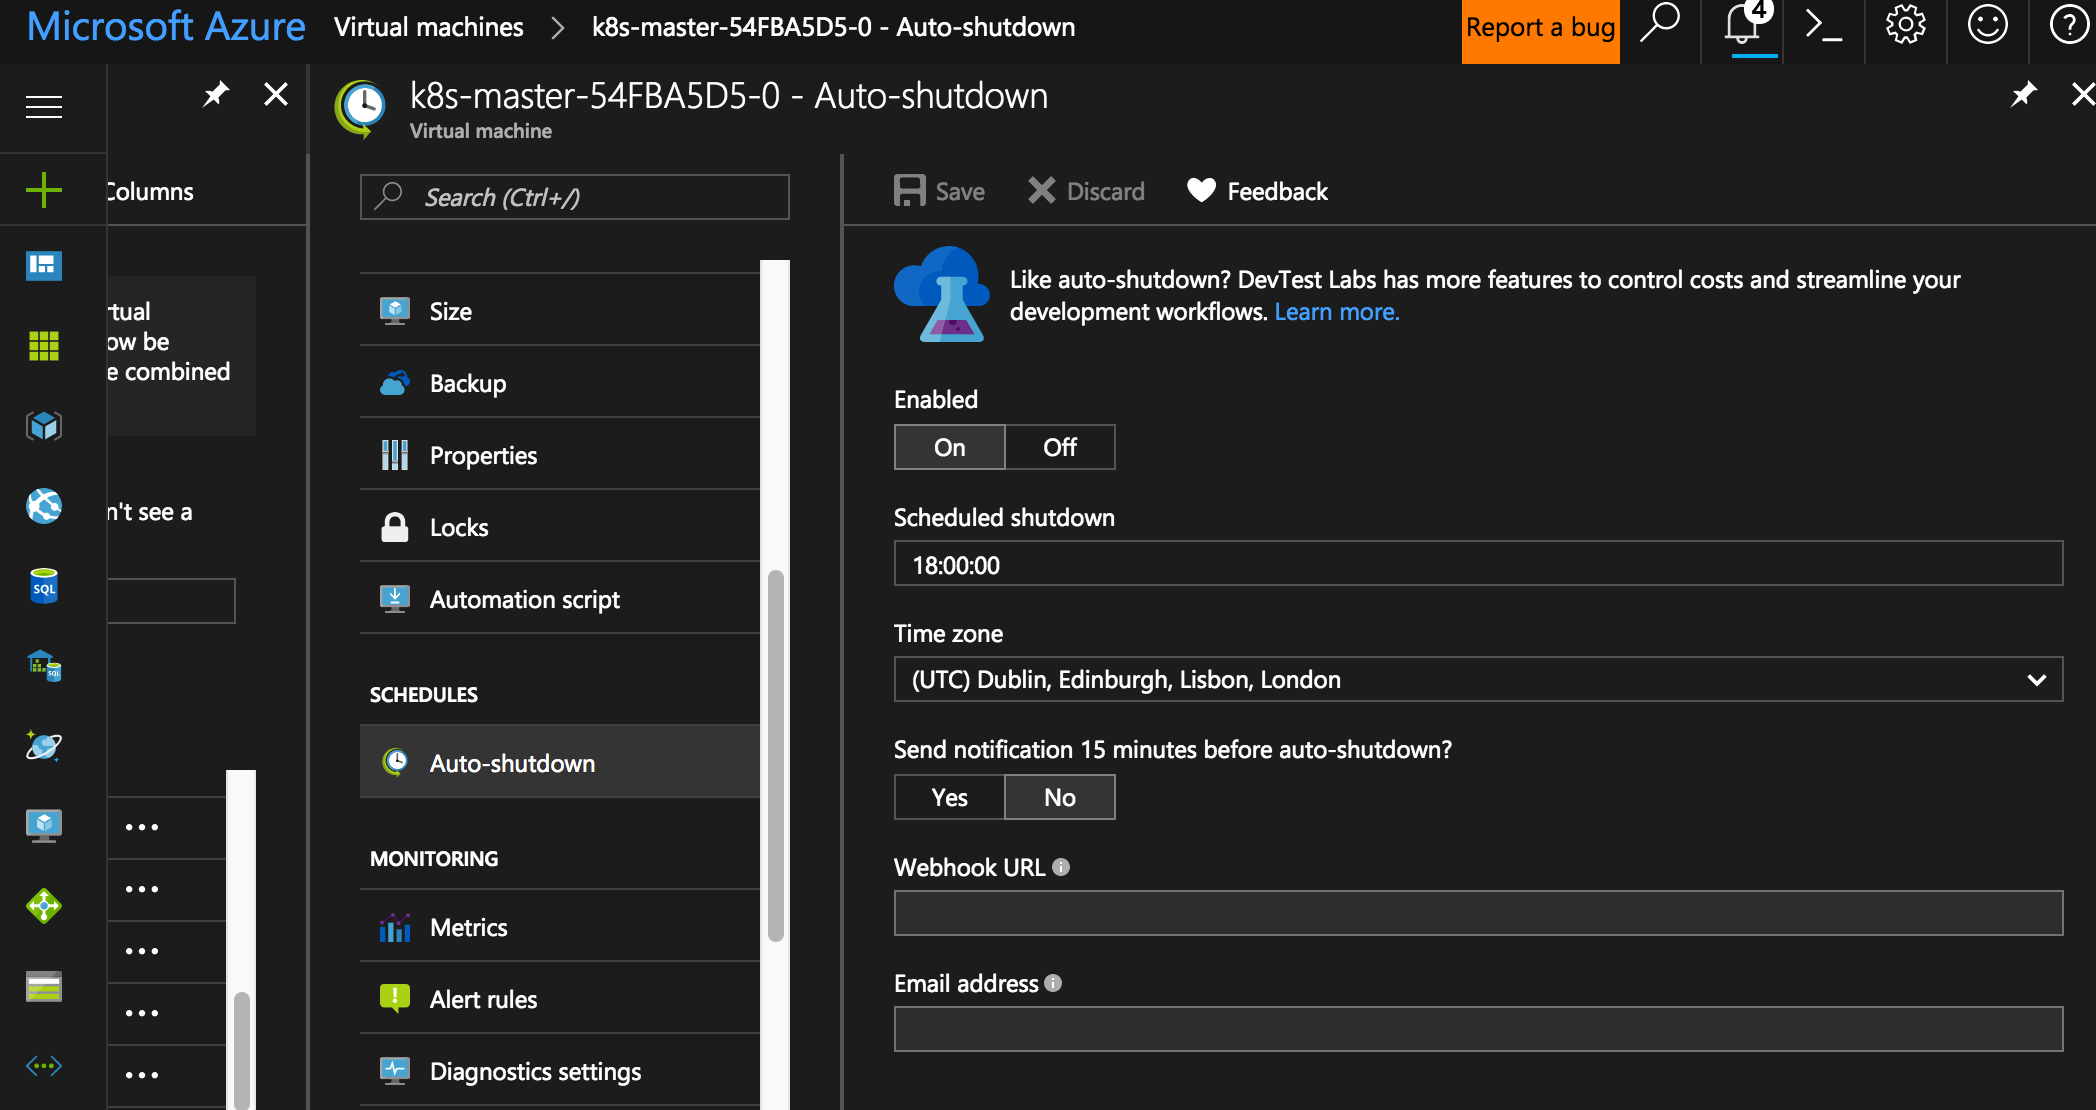 Microsoft Azure
Virtual machines > k8s-master-54FBA5D5-0 - Auto-shutdown
Report a bug
4
Columns
rtual
ow be
e combined
n't see a
SQL
SQL
k8s-master-54FBA5D5-0 - Auto-shutdown
Virtual machine
Search (Ctrl+/)
Size
Backup
Properties
Locks
Automation script
SCHEDULES
Auto-shutdown
MONITORING
Metrics
Alert rules
Diagnostics settings
Save
Discard
Feedback
Like auto-shutdown? DevTest Labs has more features to control costs and streamline your
development workflows. Learn more.
Enabled
On
Off
Scheduled shutdown
18:00:00
Time zone
(UTC) Dublin, Edinburgh, Lisbon, London
Send notification 15 minutes before auto-shutdown?
Yes
No
Webhook URL
Email address